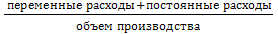 переменные расходы+постоянные расходы
объем производства